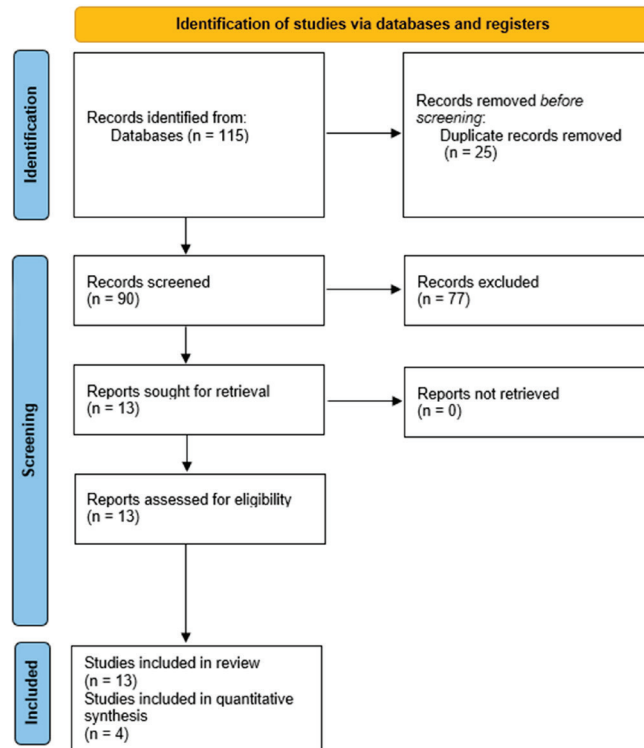 Identification of studies via databases and registers
Identification
Records identified from:
Databases (n = 115)
Records removed before
screening:
Duplicate records removed
(n = 25)
Screening
Records screened
(n = 90)
Records excluded
(n = 77)
Reports sought for retrieval
(n = 13)
Reports not retrieved
(n = 0)
Reports assessed for eligibility
(n = 13)
Included
Studies included in review
(n = 13)
Studies included in quantitative
synthesis
(n = 4)